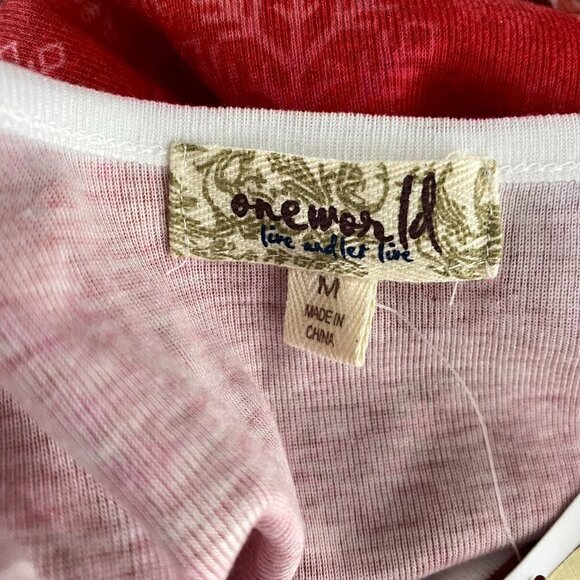 oneworld
live and let live
M
MADE IN
CHINA